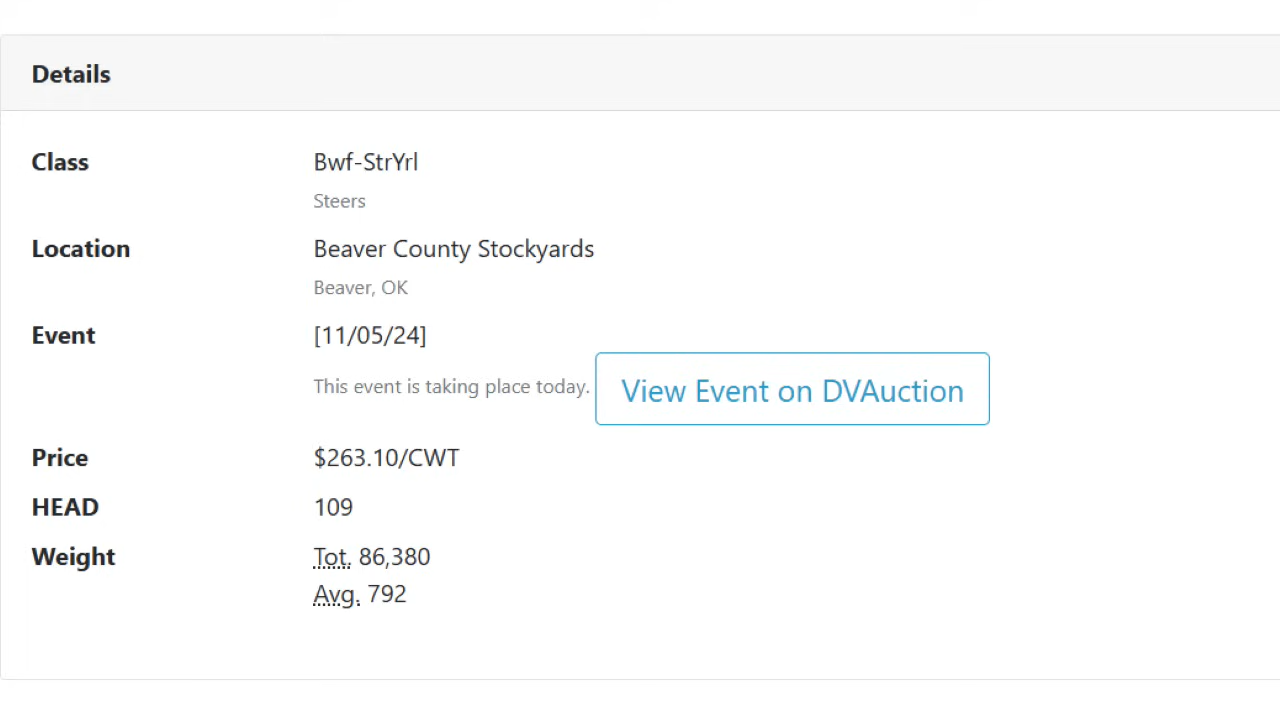 Details
Class Bwf-StrYrl
Steers
Location Beaver County Stockyards
Beaver, OK
Event [11/05/24]
This event is taking place today. View Event on DVAuction
Price $263.10/CWT
HEAD 109
Weight Tot. 86,380
Avg. 792